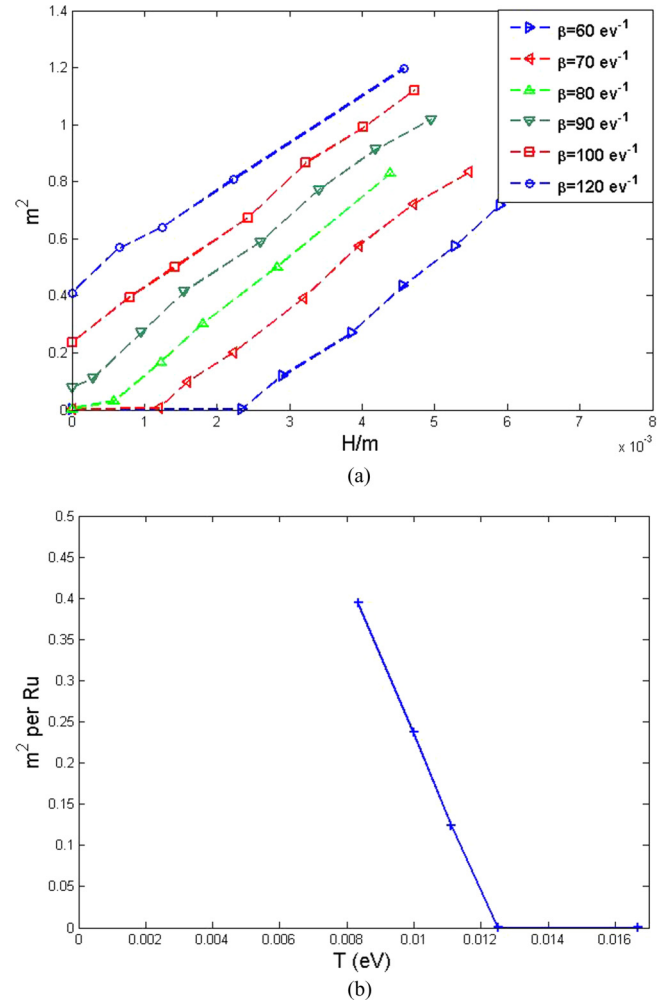 1.4
1.2
1
0.8
0.6
0.4
0.2
0
m²
0 1 2 3 4 5 6 7 8
H/m
x 10⁻³
β=60 ev⁻¹
β=70 ev⁻¹
β=80 ev⁻¹
β=90 ev⁻¹
β=100 ev⁻¹
β=120 ev⁻¹
(a)
0.5
0.45
0.4
0.35
0.3
0.25
0.2
0.15
0.1
0.05
0
m² per Ru
0 0.002 0.004 0.006 0.008 0.01 0.012 0.014 0.016
T (eV)
(b)